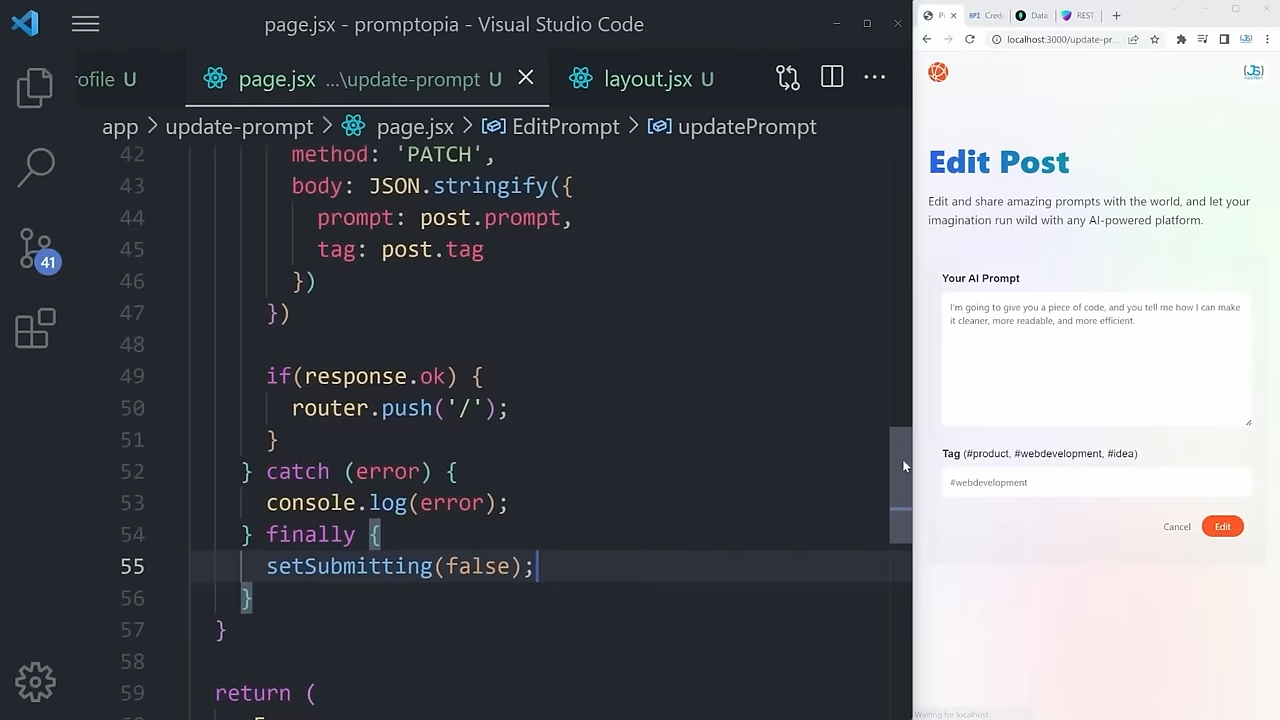 page.jsx - promptopia - Visual Studio Code
rofile U
page.jsx ...\update-prompt U
layout.jsx U
app > update-prompt > page.jsx > EditPrompt > updatePrompt
42 method: 'PATCH',
43 body: JSON.stringify({
44 prompt: post.prompt,
45 tag: post.tag
46 })
47 })
48
49 if(response.ok) {
50 router.push('/');
51 }
52 } catch (error) {
53 console.log(error);
54 } finally {
55 setSubmitting(false);
56 }
57 }
58
59 return (
41
API Cred
Data
REST
localhost:3000/update-pr...
JS
Edit Post
Edit and share amazing prompts with the world, and let your
imagination run wild with any AI-powered platform.
Your AI Prompt
I'm going to give you a piece of code, and you tell me how I can make
it cleaner, more readable, and more efficient.
Tag (#product, #webdevelopment, #idea)
#webdevelopment
Cancel Edit
Waiting for localhost...